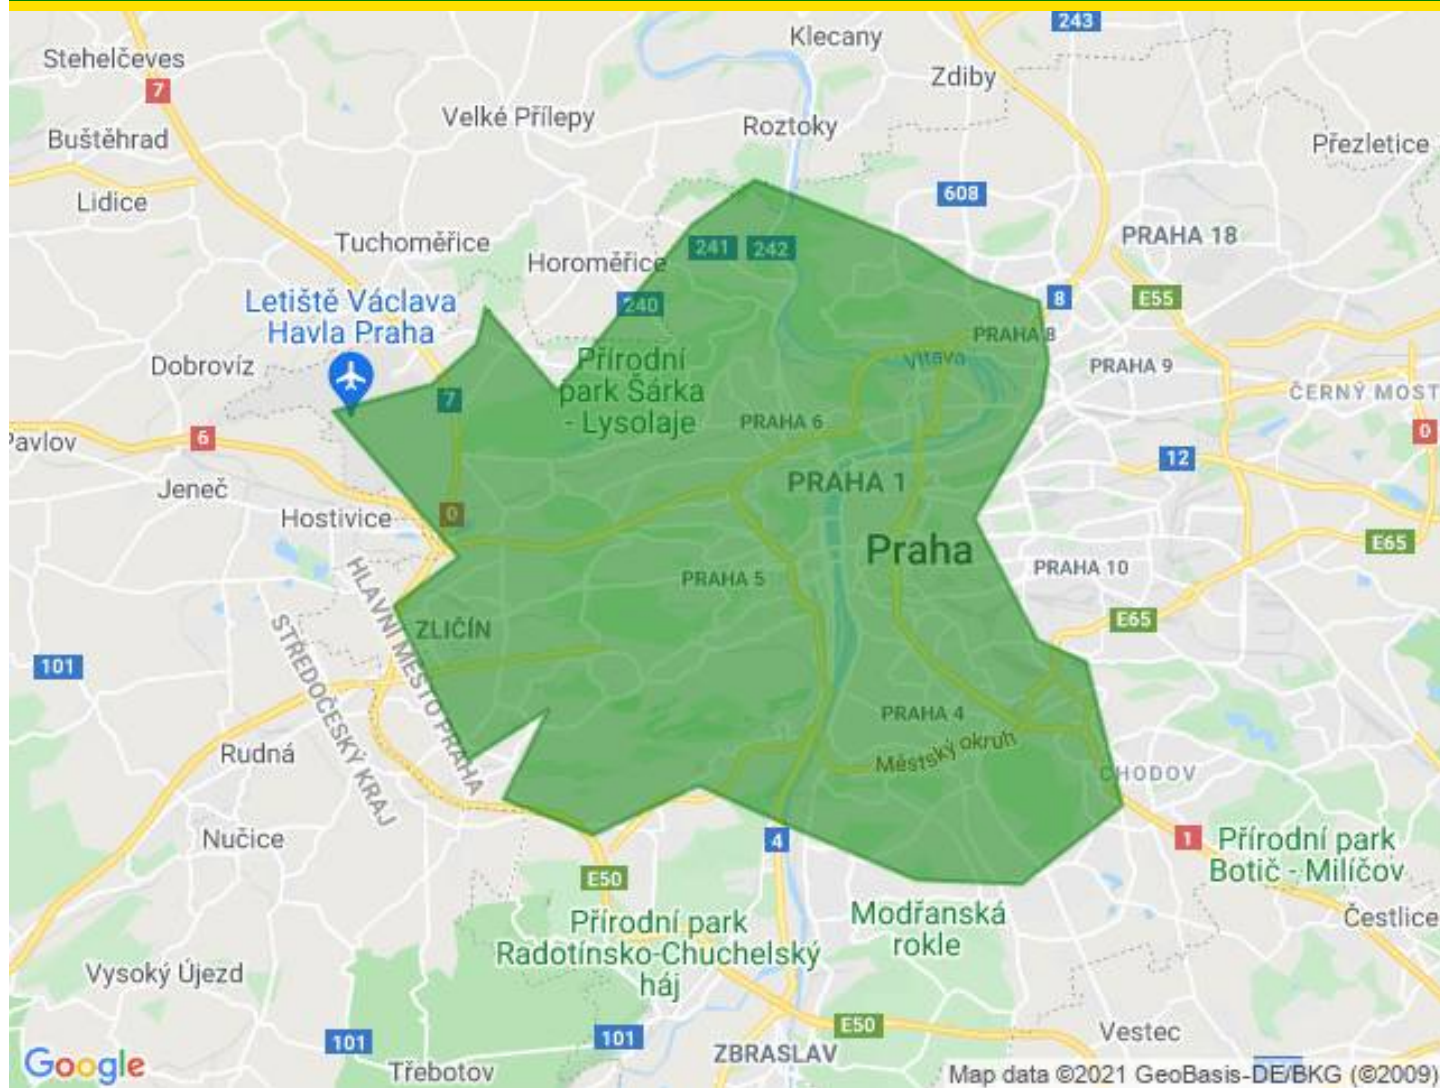 243
Klecany
Stehelčeves
Zdiby
7
Velké Přílepy
Roztoky
Buštěhrad
Přezletice
Lidice
608
Tuchoměřice
241
242
PRAHA 18
Horoměřice
Letiště Václava
Havla Praha
240
8
E55
PRAHA 8
Vltava
Dobrovíz
Přírodní
park Šárka
- Lysolaje
PRAHA 9
7
ČERNÝ MOST
PRAHA 6
0
6
Pavlov
12
PRAHA 1
Jeneč
Hostivice
0
E65
Praha
PRAHA 10
PRAHA 5
HLAVNÍ MĚSTO PRAHA
STŘEDOČESKÝ KRAJ
E65
ZLIČÍN
101
PRAHA 4
Městský okruh
Rudná
CHODOV
Nučice
4
1
Přírodní park
Botič - Milíčov
E50
Přírodní park
Radotínsko-Chuchelský
háj
Modřanská
rokle
Čestlice
Vysoký Újezd
E50
101
101
Vestec
ZBRASLAV
Google
Třebotov
Map data ©2021 GeoBasis-DE/BKG (©2009)